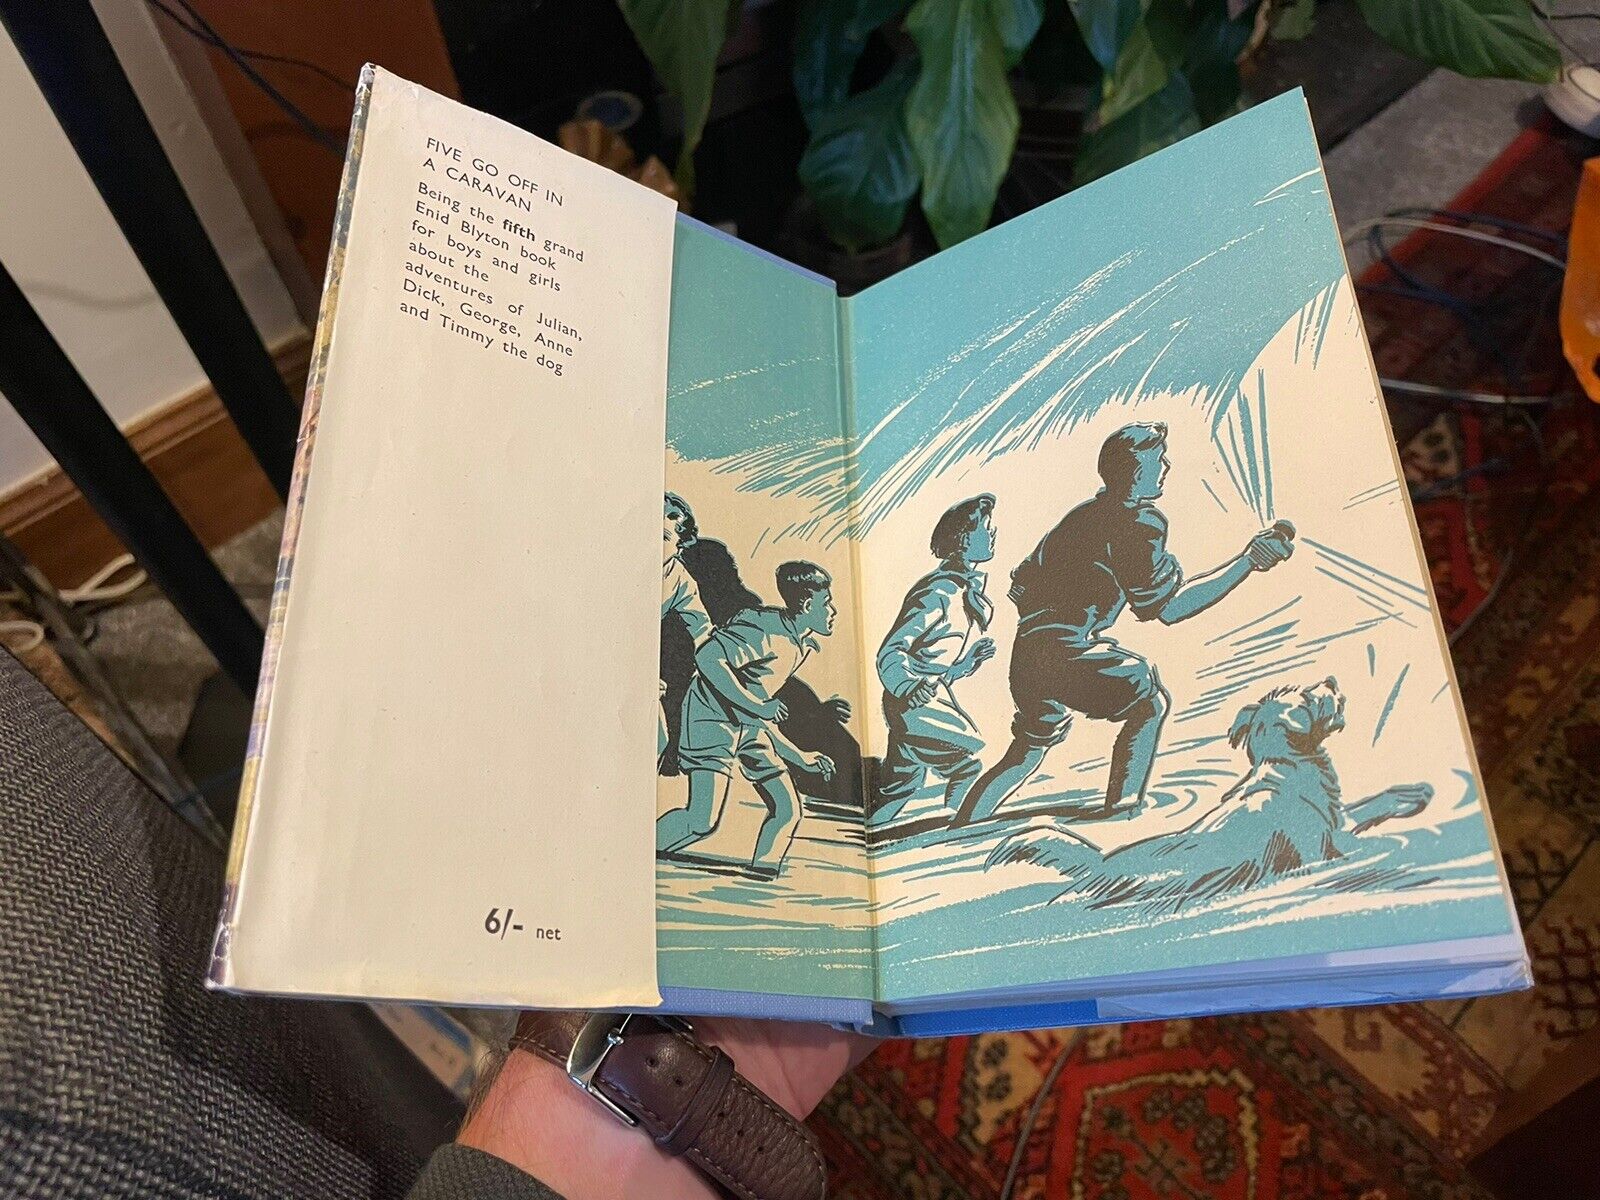 FIVE GO OFF IN
A CARAVAN
Being the fifth grand
Enid Blyton book
for boys and girls
about the
adventures of Julian,
Dick, George, Anne
and Timmy the dog
6/- net